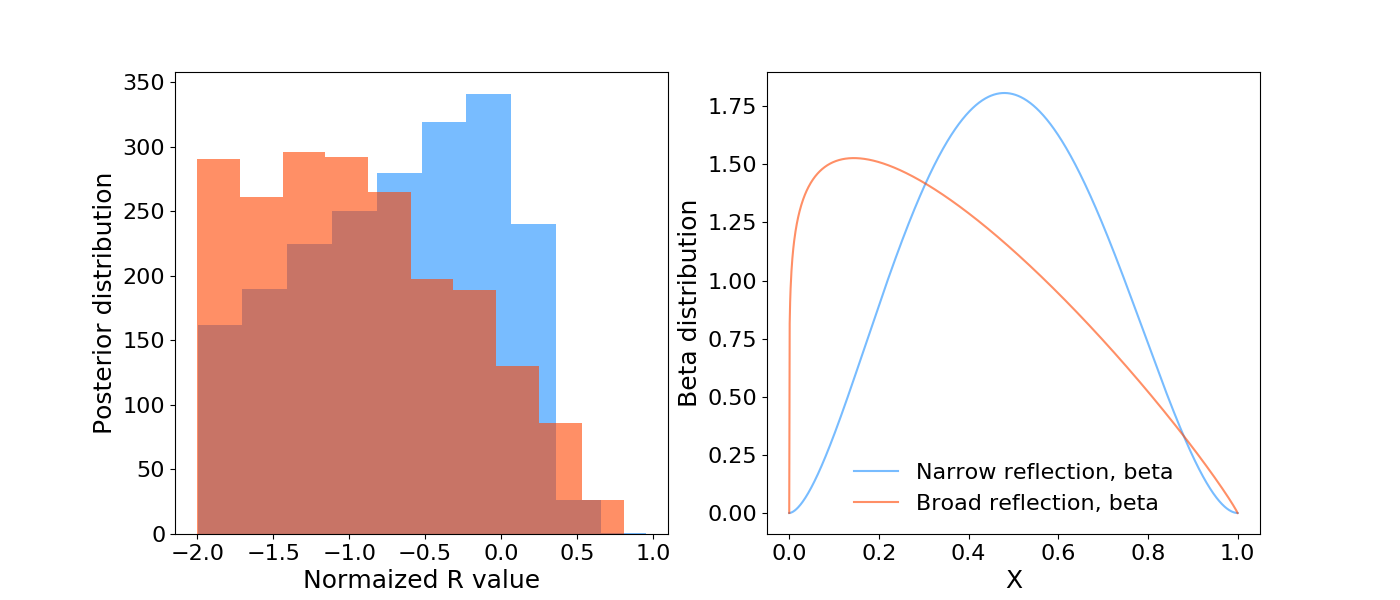 350
300
250
200
150
100
50
0
Posterior distribution
−2.0 −1.5 −1.0 −0.5 0.0 0.5 1.0
Normaized R value
1.75
1.50
1.25
1.00
0.75
0.50
0.25
0.00
Beta distribution
Narrow reflection, beta
Broad reflection, beta
0.0 0.2 0.4 0.6 0.8 1.0
X